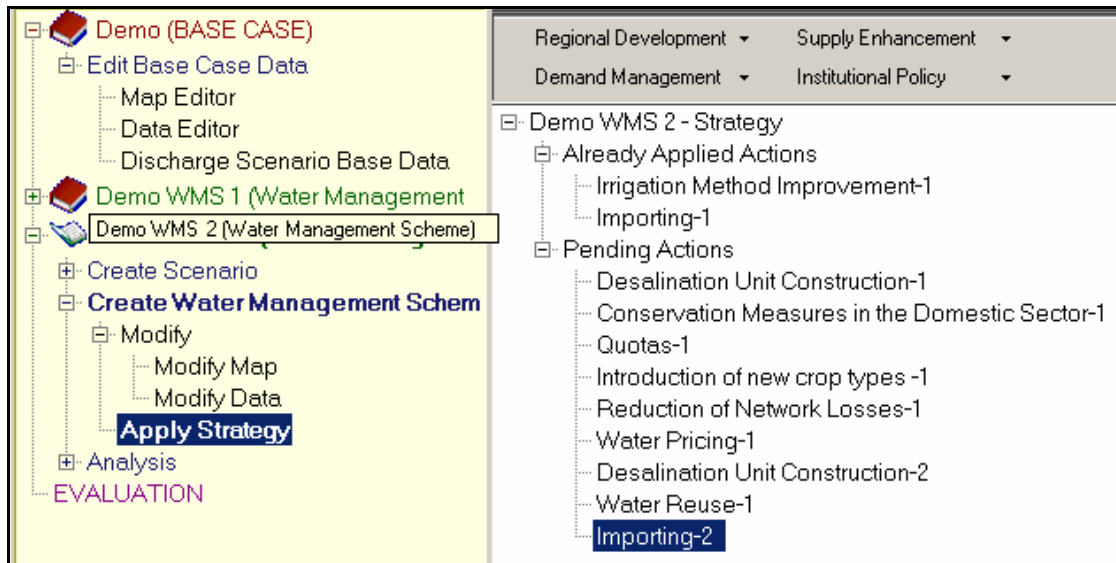 Demo (BASE CASE)
Edit Base Case Data
Map Editor
Data Editor
Discharge Scenario Base Data
Demo WMS 1 (Water Management
Demo WMS 2 (Water Management Scheme)
Create Scenario
Create Water Management Schem
Modify
Modify Map
Modify Data
Apply Strategy
Analysis
EVALUATION
Regional Development
Supply Enhancement
Demand Management
Institutional Policy
Demo WMS 2 - Strategy
Already Applied Actions
Irrigation Method Improvement-1
Importing-1
Pending Actions
Desalination Unit Construction-1
Conservation Measures in the Domestic Sector-1
Quotas-1
Introduction of new crop types -1
Reduction of Network Losses-1
Water Pricing-1
Desalination Unit Construction-2
Water Reuse-1
Importing-2